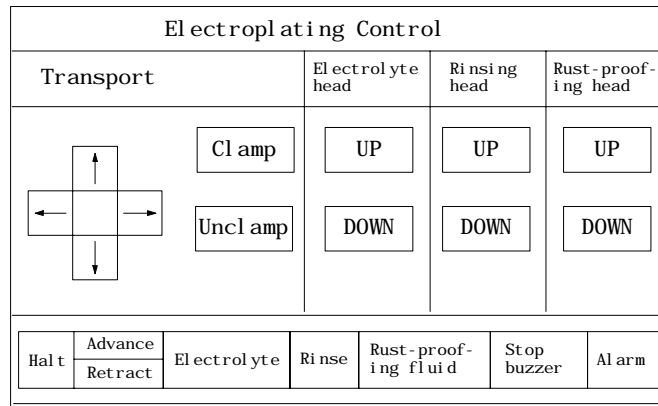 Electroplating Control
Transport
Electrolyte
head
Rinsing
head
Rust-proof-
ing head
Clamp
UP
UP
UP
Unclamp
DOWN
DOWN
DOWN
Halt
Advance
Retract
Electrolyte
Rinse
Rust-proof-
ing fluid
Stop
buzzer
Alarm